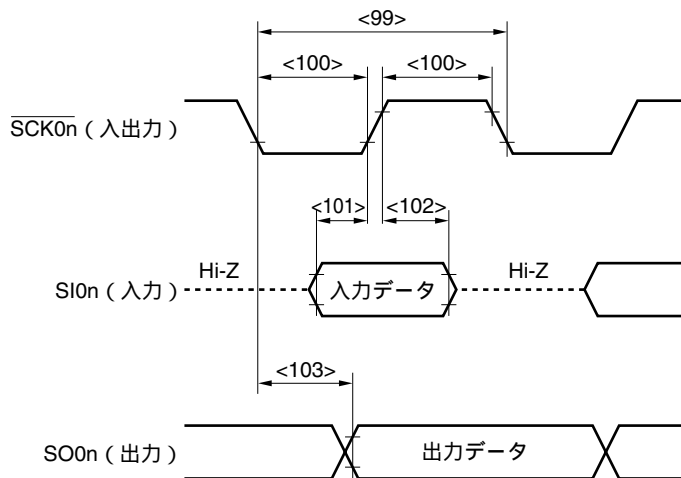 <99>
<100> <100>
SCK0n（入出力）
<101> <102>
Hi-Z Hi-Z
SI0n（入力） 入力データ
<103>
SO0n（出力） 出力データ